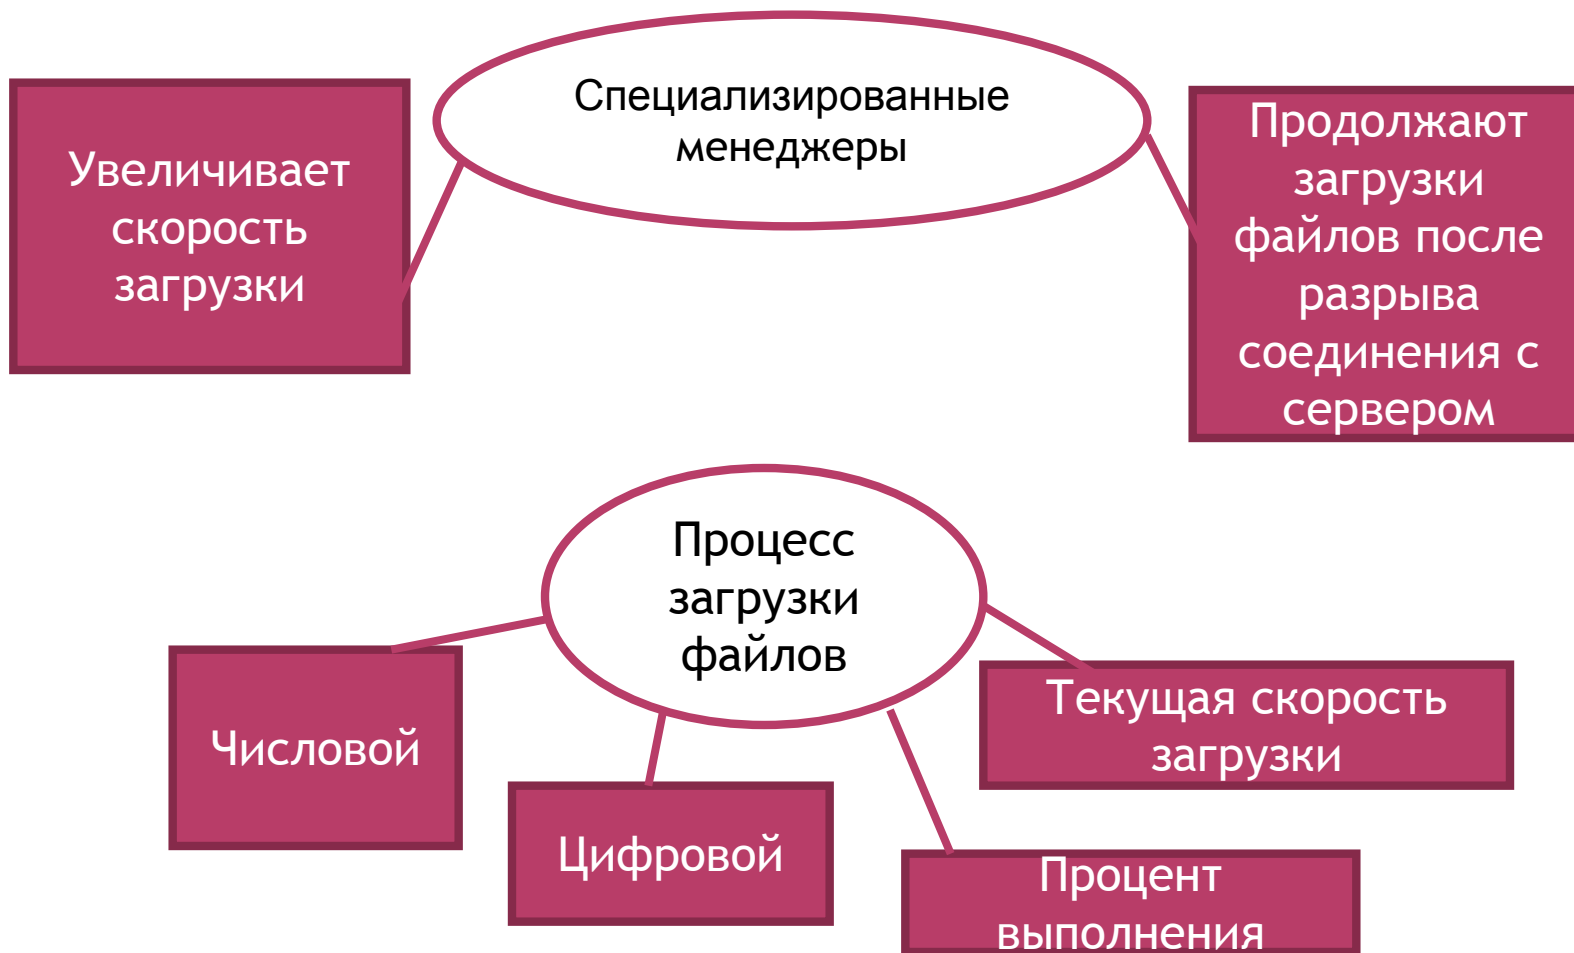 Специализированные
менеджеры
Увеличивает
скорость
загрузки
Продолжают
загрузки
файлов после
разрыва
соединения с
сервером
Процесс
загрузки
файлов
Числовой
Цифровой
Процент
выполнения
Текущая скорость
загрузки